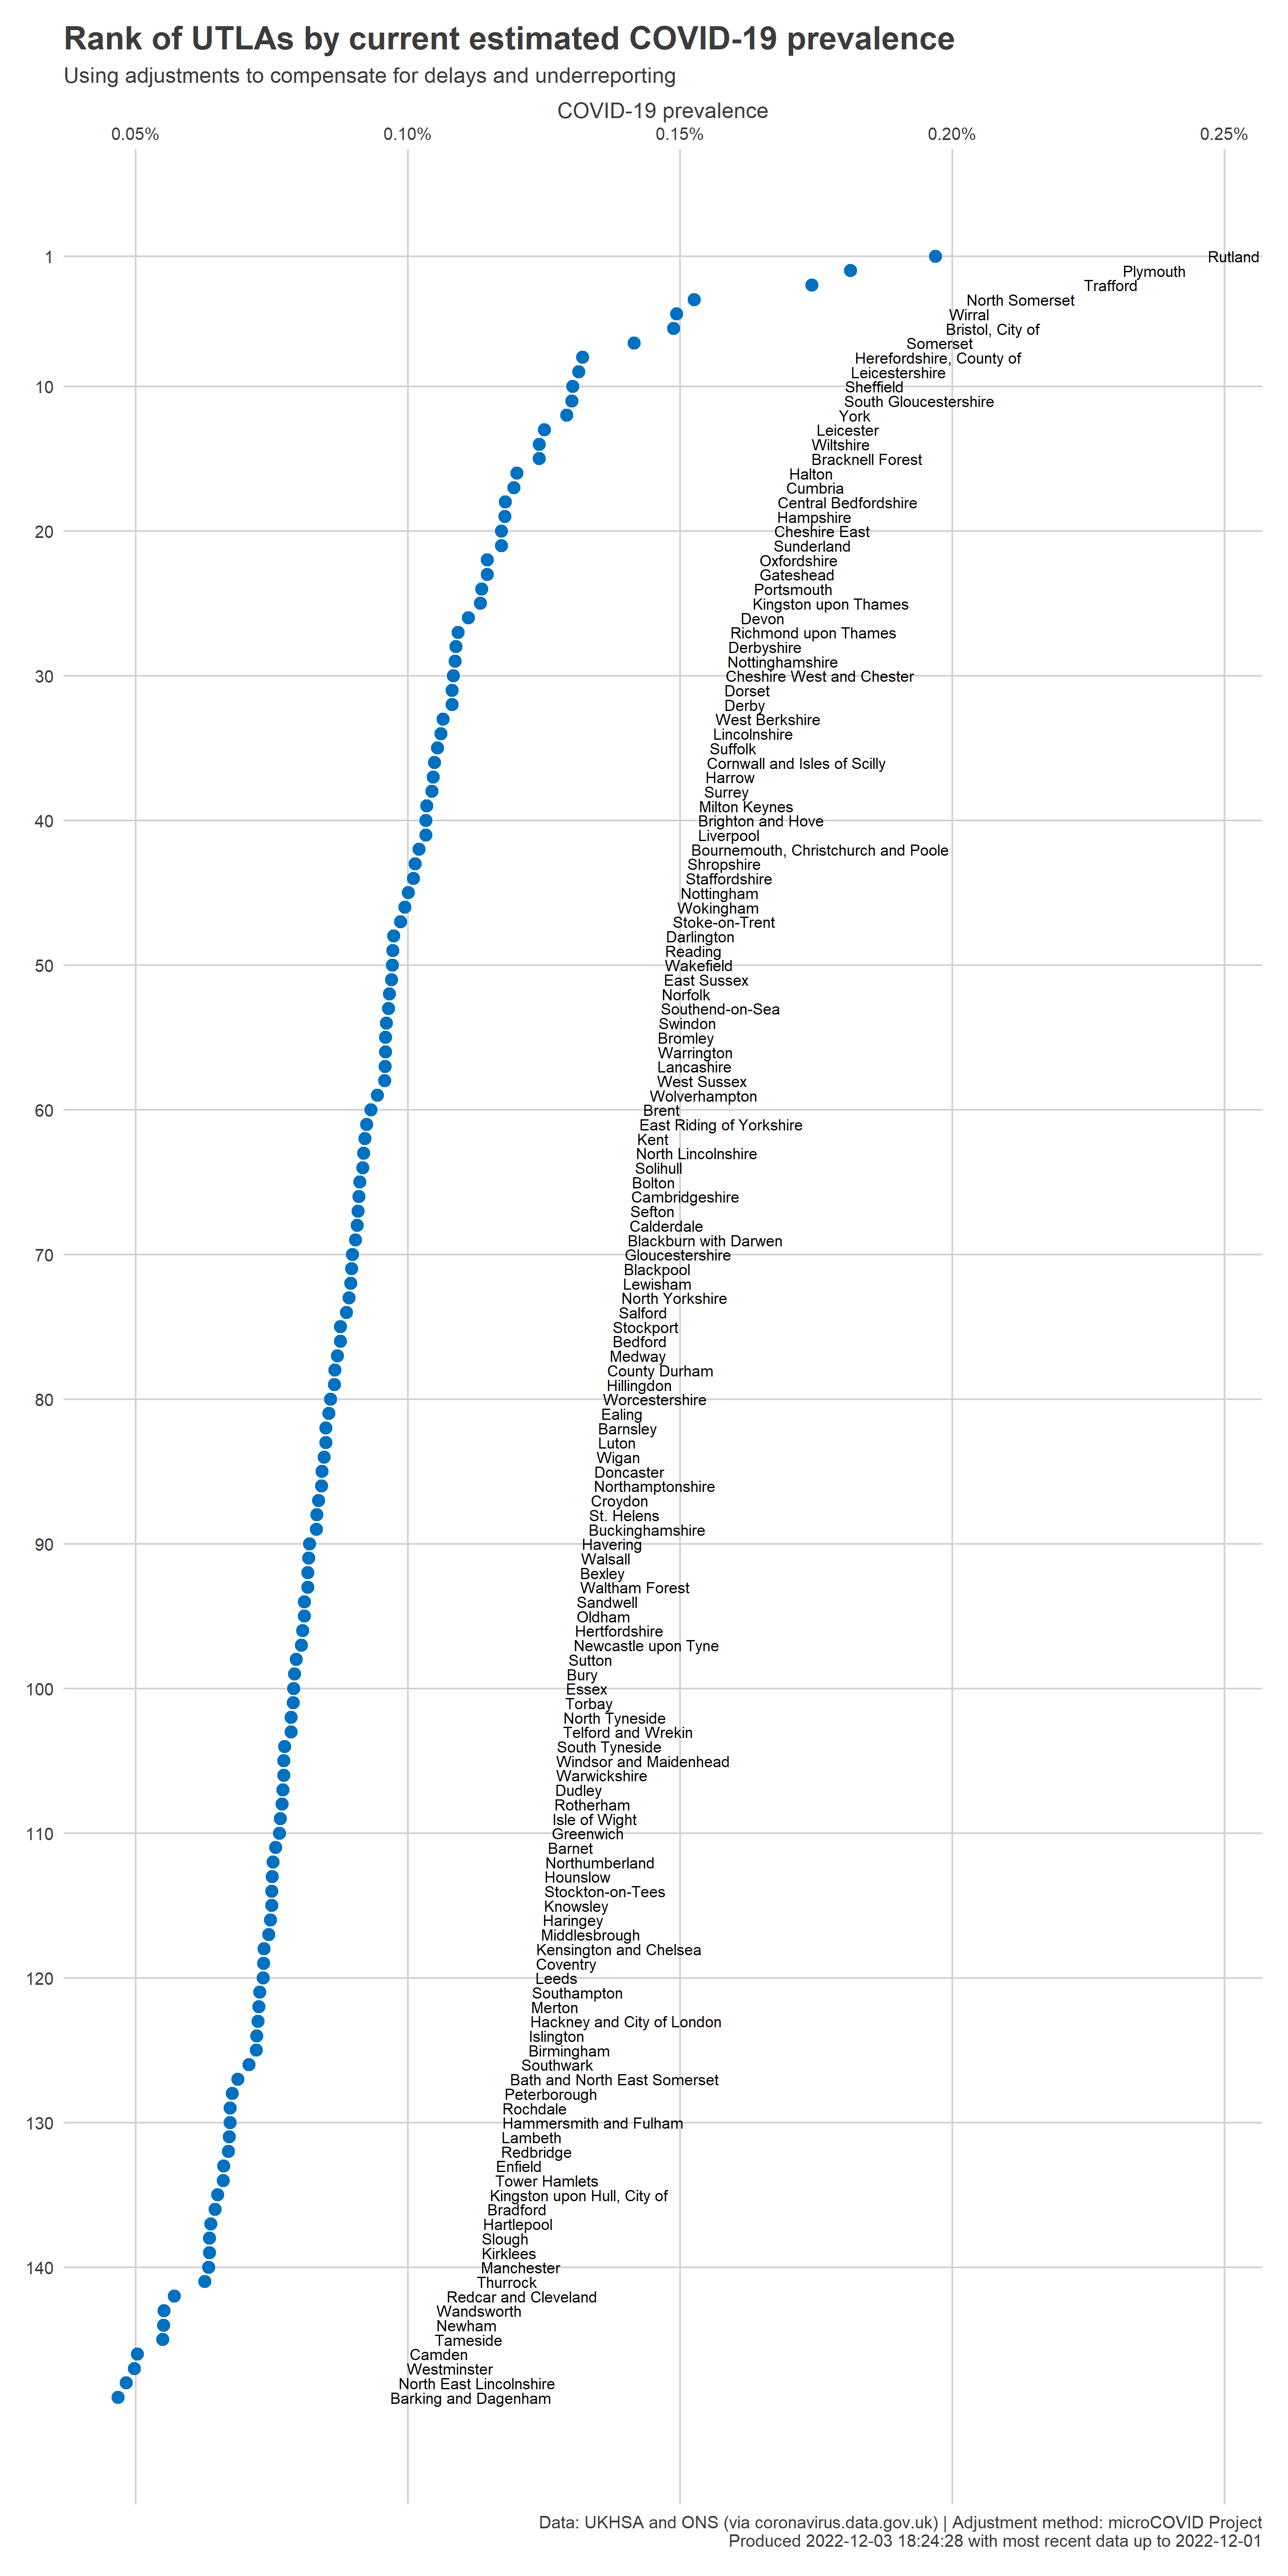 Rank of UTLAs by current estimated COVID-19 prevalence
Using adjustments to compensate for delays and underreporting
COVID-19 prevalence
0.05% 0.10% 0.15% 0.20% 0.25%
1 Rutland
Plymouth
Trafford
North Somerset
Wirral
Bristol, City of
Somerset
Herefordshire, County of
Leicestershire
10 Sheffield
South Gloucestershire
York
Leicester
Wiltshire
Bracknell Forest
Halton
Cumbria
Central Bedfordshire
Hampshire
20 Cheshire East
Sunderland
Oxfordshire
Gateshead
Portsmouth
Kingston upon Thames
Devon
Richmond upon Thames
Derbyshire
Nottinghamshire
30 Cheshire West and Chester
Dorset
Derby
West Berkshire
Lincolnshire
Suffolk
Cornwall and Isles of Scilly
Harrow
Surrey
Milton Keynes
40 Brighton and Hove
Liverpool
Bournemouth, Christchurch and Poole
Shropshire
Staffordshire
Nottingham
Wokingham
Stoke-on-Trent
Darlington
Reading
50 Wakefield
East Sussex
Norfolk
Southend-on-Sea
Swindon
Bromley
Warrington
Lancashire
West Sussex
Wolverhampton
60 Brent
East Riding of Yorkshire
Kent
North Lincolnshire
Solihull
Bolton
Cambridgeshire
Sefton
Calderdale
Blackburn with Darwen
70 Gloucestershire
Blackpool
Lewisham
North Yorkshire
Salford
Stockport
Bedford
Medway
County Durham
Hillingdon
80 Worcestershire
Ealing
Barnsley
Luton
Wigan
Doncaster
Northamptonshire
Croydon
St. Helens
Buckinghamshire
90 Havering
Walsall
Bexley
Waltham Forest
Sandwell
Oldham
Hertfordshire
Newcastle upon Tyne
Sutton
Bury
100 Essex
Torbay
North Tyneside
Telford and Wrekin
South Tyneside
Windsor and Maidenhead
Warwickshire
Dudley
Rotherham
Isle of Wight
110 Greenwich
Barnet
Northumberland
Hounslow
Stockton-on-Tees
Knowsley
Haringey
Middlesbrough
Kensington and Chelsea
Coventry
120 Leeds
Southampton
Merton
Hackney and City of London
Islington
Birmingham
Southwark
Bath and North East Somerset
Peterborough
Rochdale
130 Hammersmith and Fulham
Lambeth
Redbridge
Enfield
Tower Hamlets
Kingston upon Hull, City of
Bradford
Hartlepool
Slough
Kirklees
140 Manchester
Thurrock
Redcar and Cleveland
Wandsworth
Newham
Tameside
Camden
Westminster
North East Lincolnshire
Barking and Dagenham
Data: UKHSA and ONS (via coronavirus.data.gov.uk) | Adjustment method: microCOVID Project
Produced 2022-12-03 18:24:28 with most recent data up to 2022-12-01